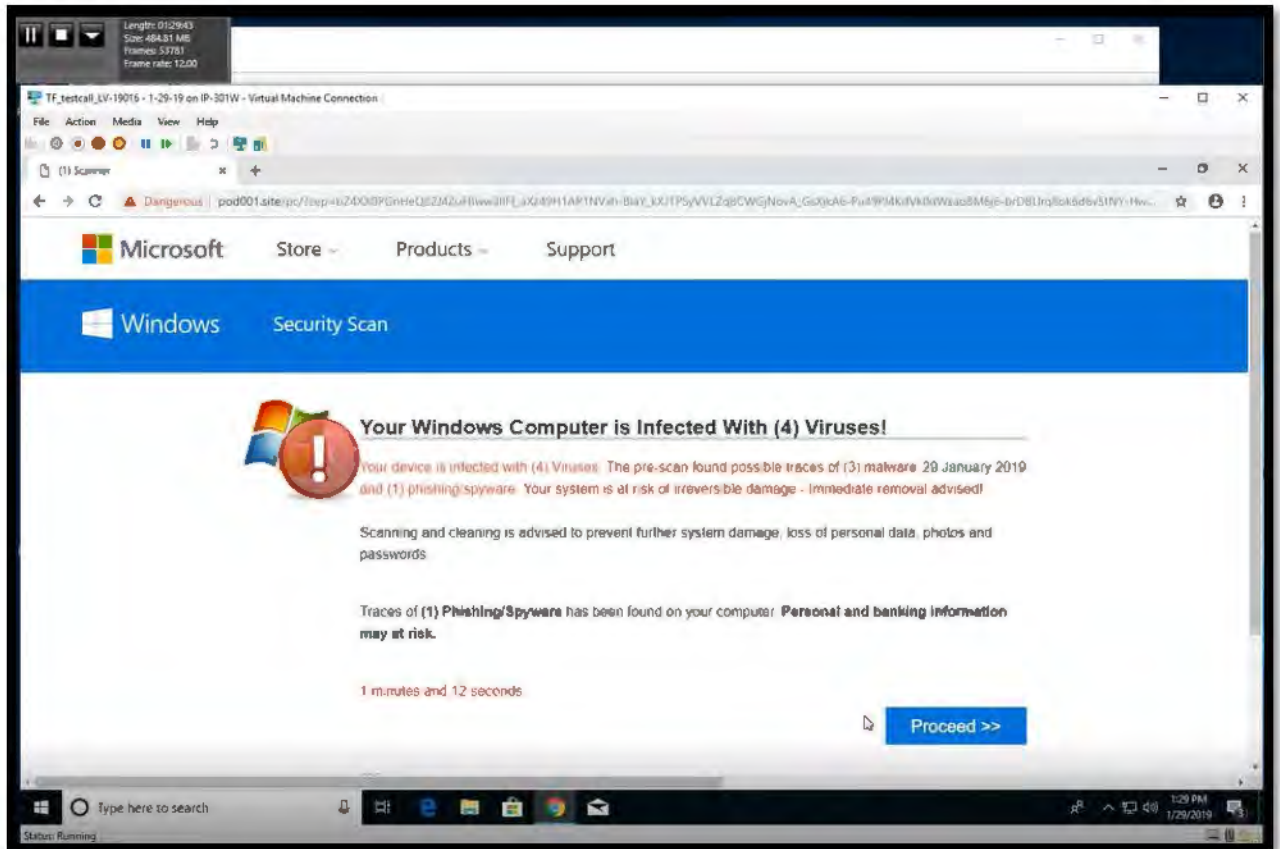 Length: 01:29:43
Size: 484.81 MB
Frames: 53781
Frame rate: 12.00
TF_testcall_LV-19016 - 1-29-19 on IP-301W - Virtual Machine Connection
File Action Media View Help
(1) Scanner
Dangerous pod001.site/pc/?sep=
Microsoft Store Products Support
Windows Security Scan
Your Windows Computer is Infected With (4) Viruses!
Your device is infected with (4) Viruses. The pre-scan found possible traces of (3) malware 29 January 2019
and (1) phishing/spyware. Your system is at risk of irreversible damage - Immediate removal advised!
Scanning and cleaning is advised to prevent further system damage, loss of personal data, photos and
passwords
Traces of (1) Phishing/Spyware has been found on your computer. Personal and banking information
may at risk.
1 minutes and 12 seconds
Proceed >>
Type here to search
1:29 PM
1/29/2019
Status: Running